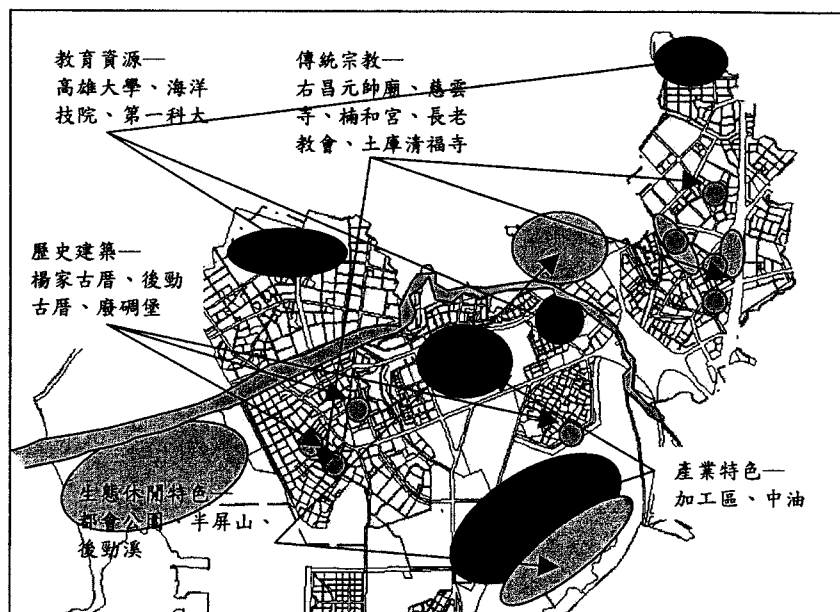 教育資源—
高雄大學、海洋
技院、第一科大
傳統宗教—
右昌元帥廟、慈雲
寺、楠和宮、長老
教會、土庫清福寺
歷史建築—
楊家古厝、後勁
古厝、廢碉堡
生態休閒特色—
都會公園、半屏山、
後勁溪
產業特色—
加工區、中油